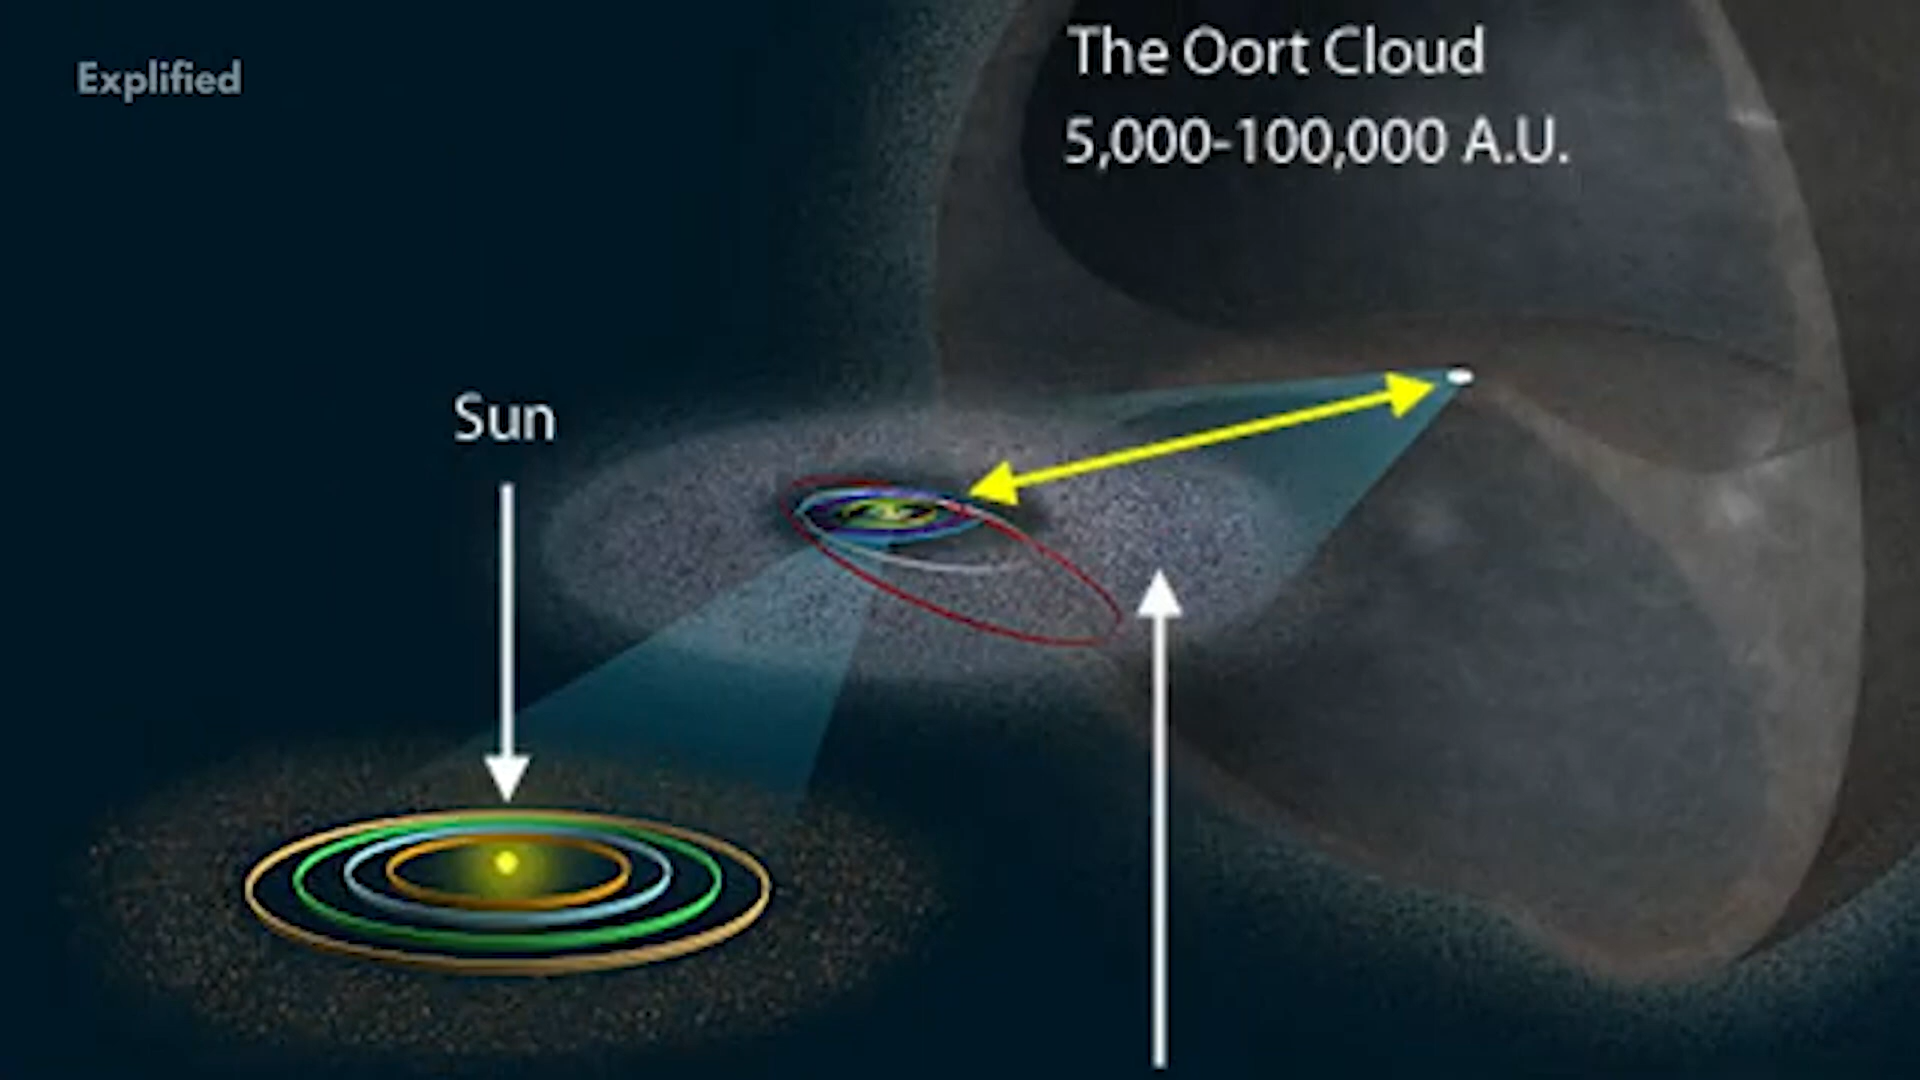 Explified
The Oort Cloud
5,000-100,000 A.U.
Sun